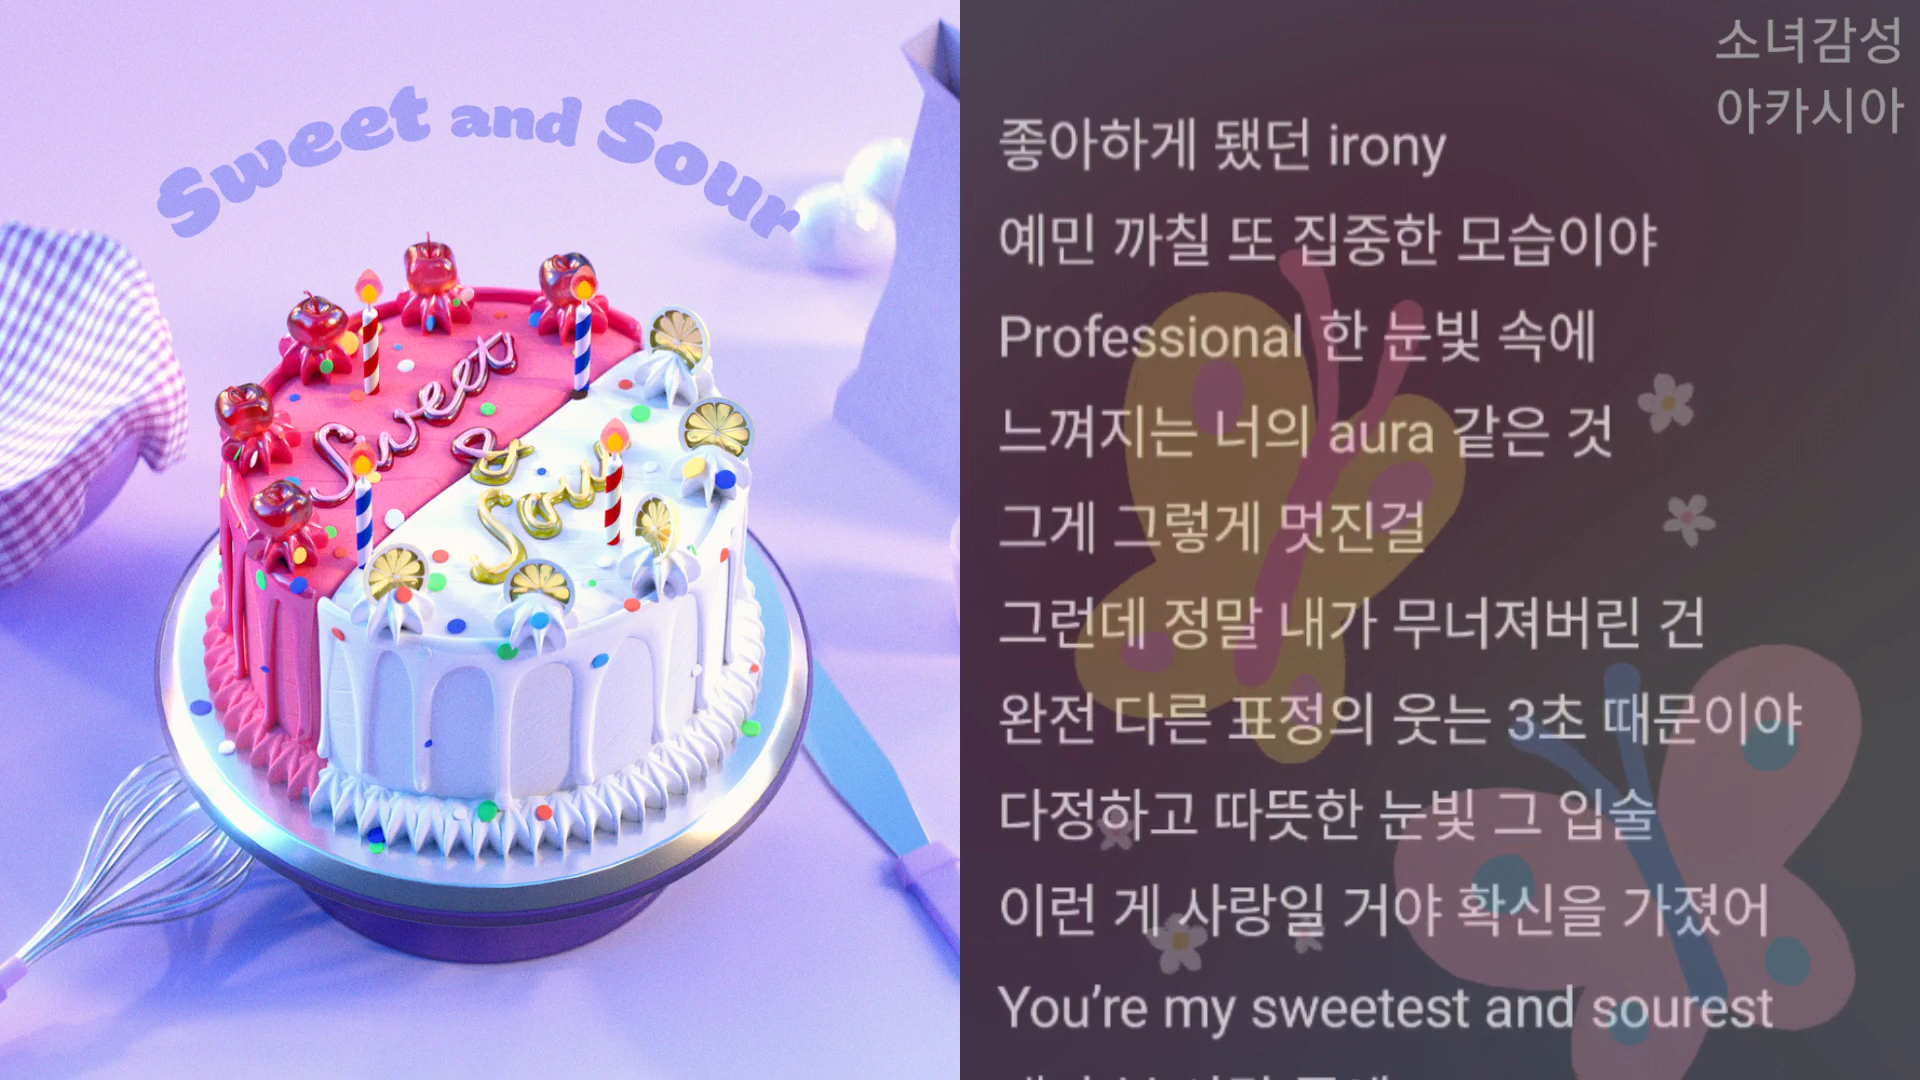 Sweet and Sour
Sweet
&
Sour
소녀감성
아카시아
좋아하게 됐던 irony
예민 까칠 또 집중한 모습이야
Professional 한 눈빛 속에
느껴지는 너의 aura 같은 것
그게 그렇게 멋진걸
그런데 정말 내가 무너져버린 건
완전 다른 표정의 웃는 3초 때문이야
다정하고 따뜻한 눈빛 그 입술
이런 게 사랑일 거야 확신을 가졌어
You’re my sweetest and sourest